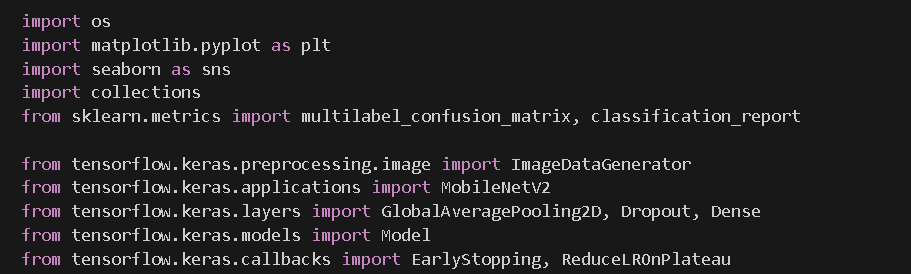 import os
import matplotlib.pyplot as plt
import seaborn as sns
import collections
from sklearn.metrics import multilabel_confusion_matrix, classification_report

from tensorflow.keras.preprocessing.image import ImageDataGenerator
from tensorflow.keras.applications import MobileNetV2
from tensorflow.keras.layers import GlobalAveragePooling2D, Dropout, Dense
from tensorflow.keras.models import Model
from tensorflow.keras.callbacks import EarlyStopping, ReduceLROnPlateau